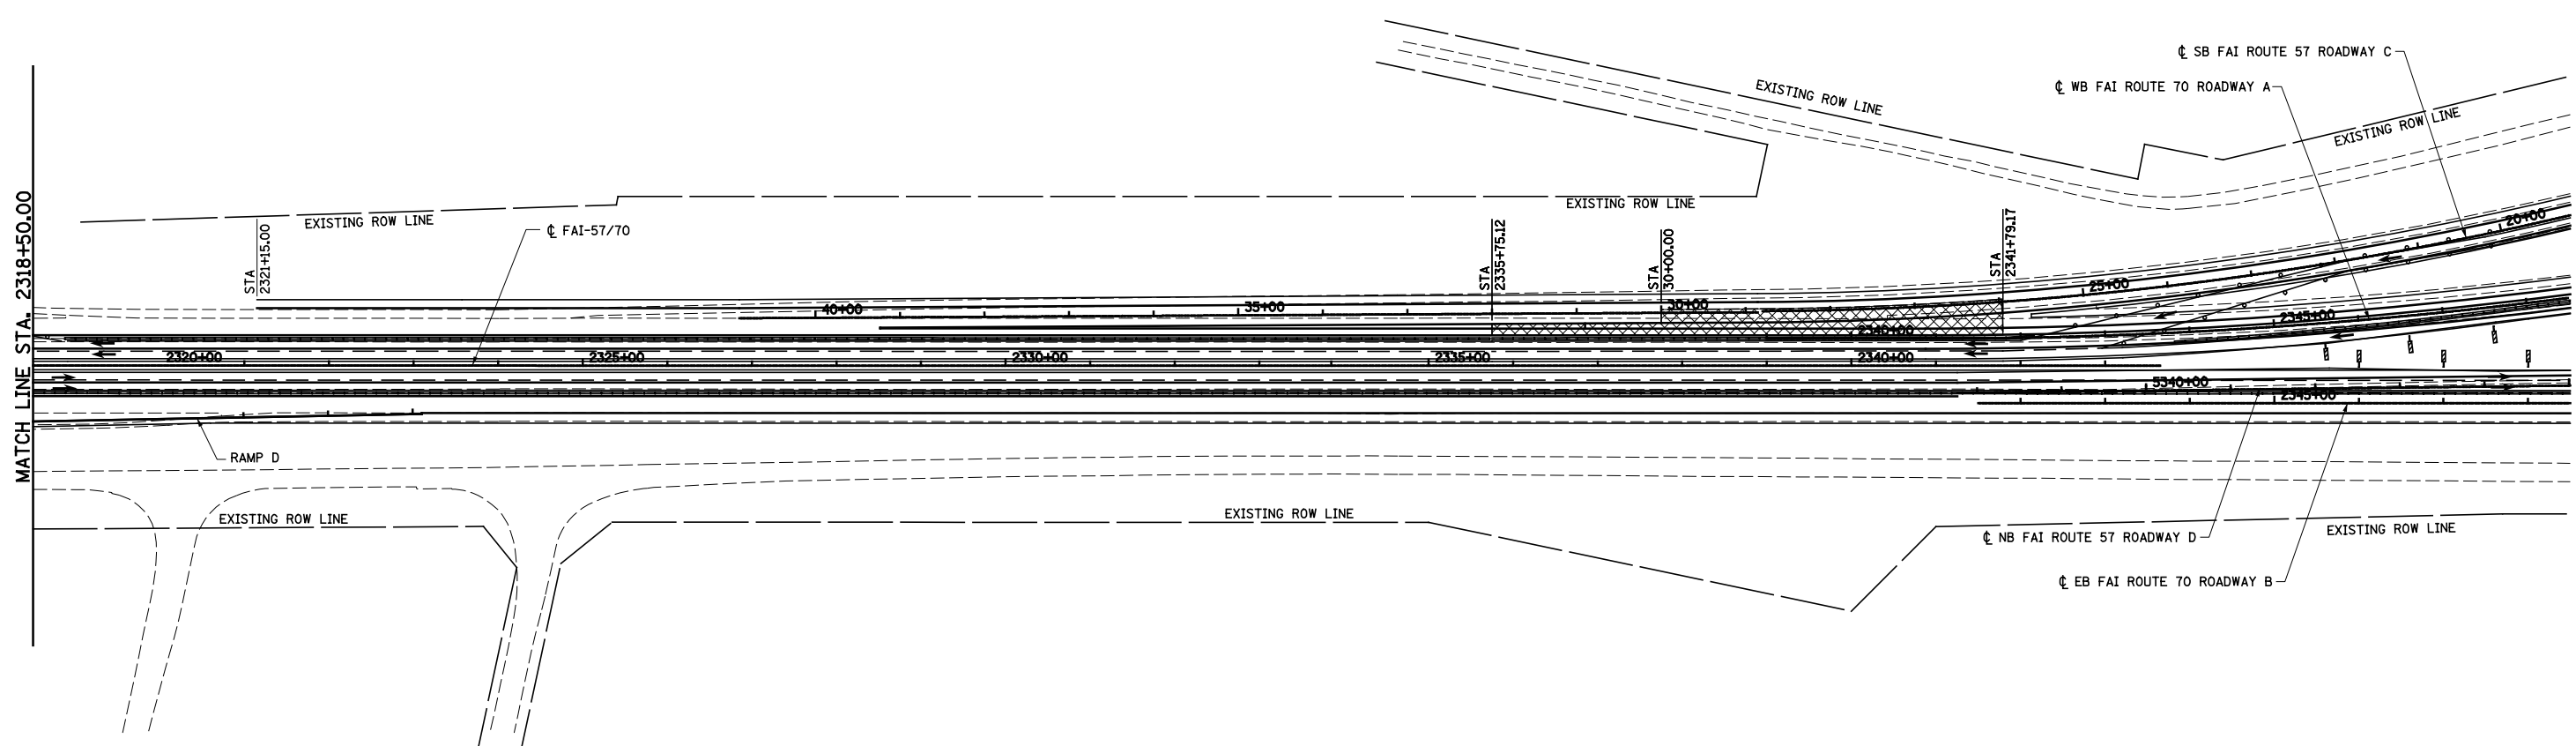 ℄ SB FAI ROUTE 57 ROADWAY C
℄ WB FAI ROUTE 70 ROADWAY A
EXISTING ROW LINE
EXISTING ROW LINE
EXISTING ROW LINE
EXISTING ROW LINE
℄ FAI-57/70
MATCH LINE STA. 2318+50.00
STA
2321+15.00
STA
2335+75.12
STA
30+00.00
STA
2341+79.17
20+00
25+00
30+00
35+00
40+00
2345+00
2340+00
2320+00
2325+00
2330+00
2335+00
2340+00
5340+00
2345+00
RAMP D
EXISTING ROW LINE
EXISTING ROW LINE
EXISTING ROW LINE
℄ NB FAI ROUTE 57 ROADWAY D
℄ EB FAI ROUTE 70 ROADWAY B